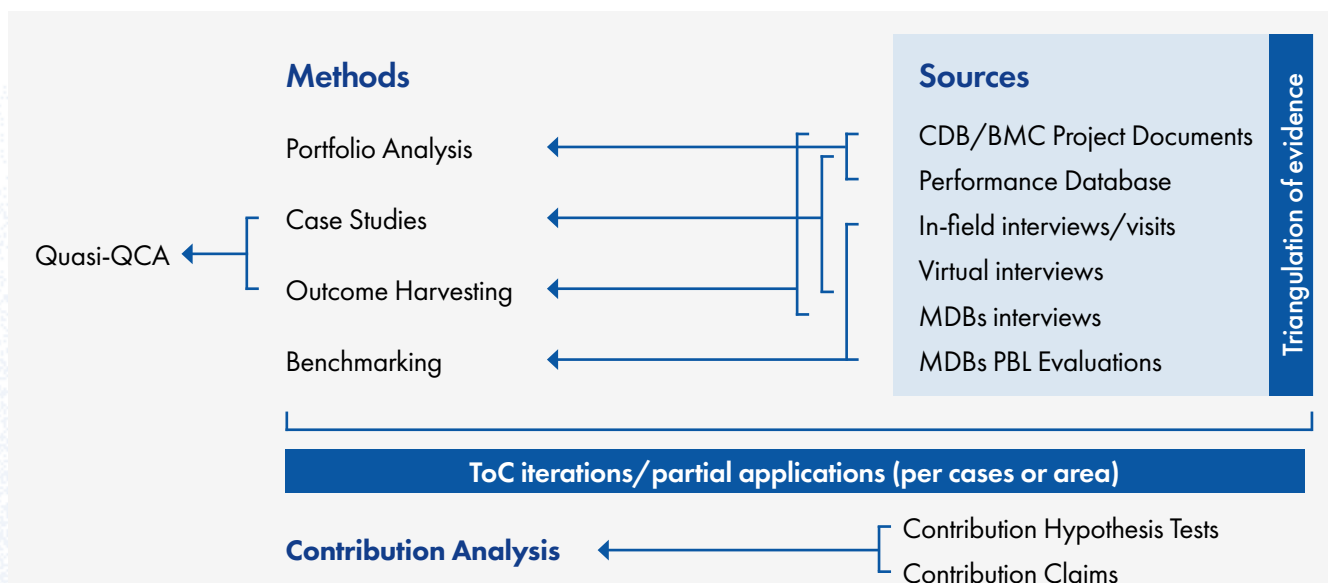 Methods
Portfolio Analysis
Case Studies
Quasi-QCA
Outcome Harvesting
Benchmarking
Sources
CDB/BMC Project Documents
Performance Database
In-field interviews/visits
Virtual interviews
MDBs interviews
MDBs PBL Evaluations
Triangulation of evidence
ToC iterations/partial applications (per cases or area)
Contribution Analysis
Contribution Hypothesis Tests
Contribution Claims